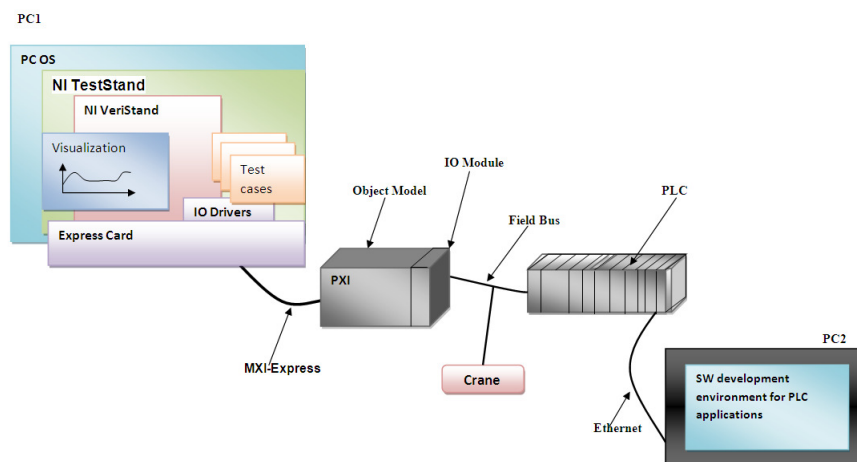 PC1
PC OS
NI TestStand
NI VeriStand
Visualization
Test
cases
IO Drivers
Express Card
MXI-Express
Object Model
IO Module
PXI
Field Bus
PLC
Crane
PC2
SW development
environment for PLC
applications
Ethernet